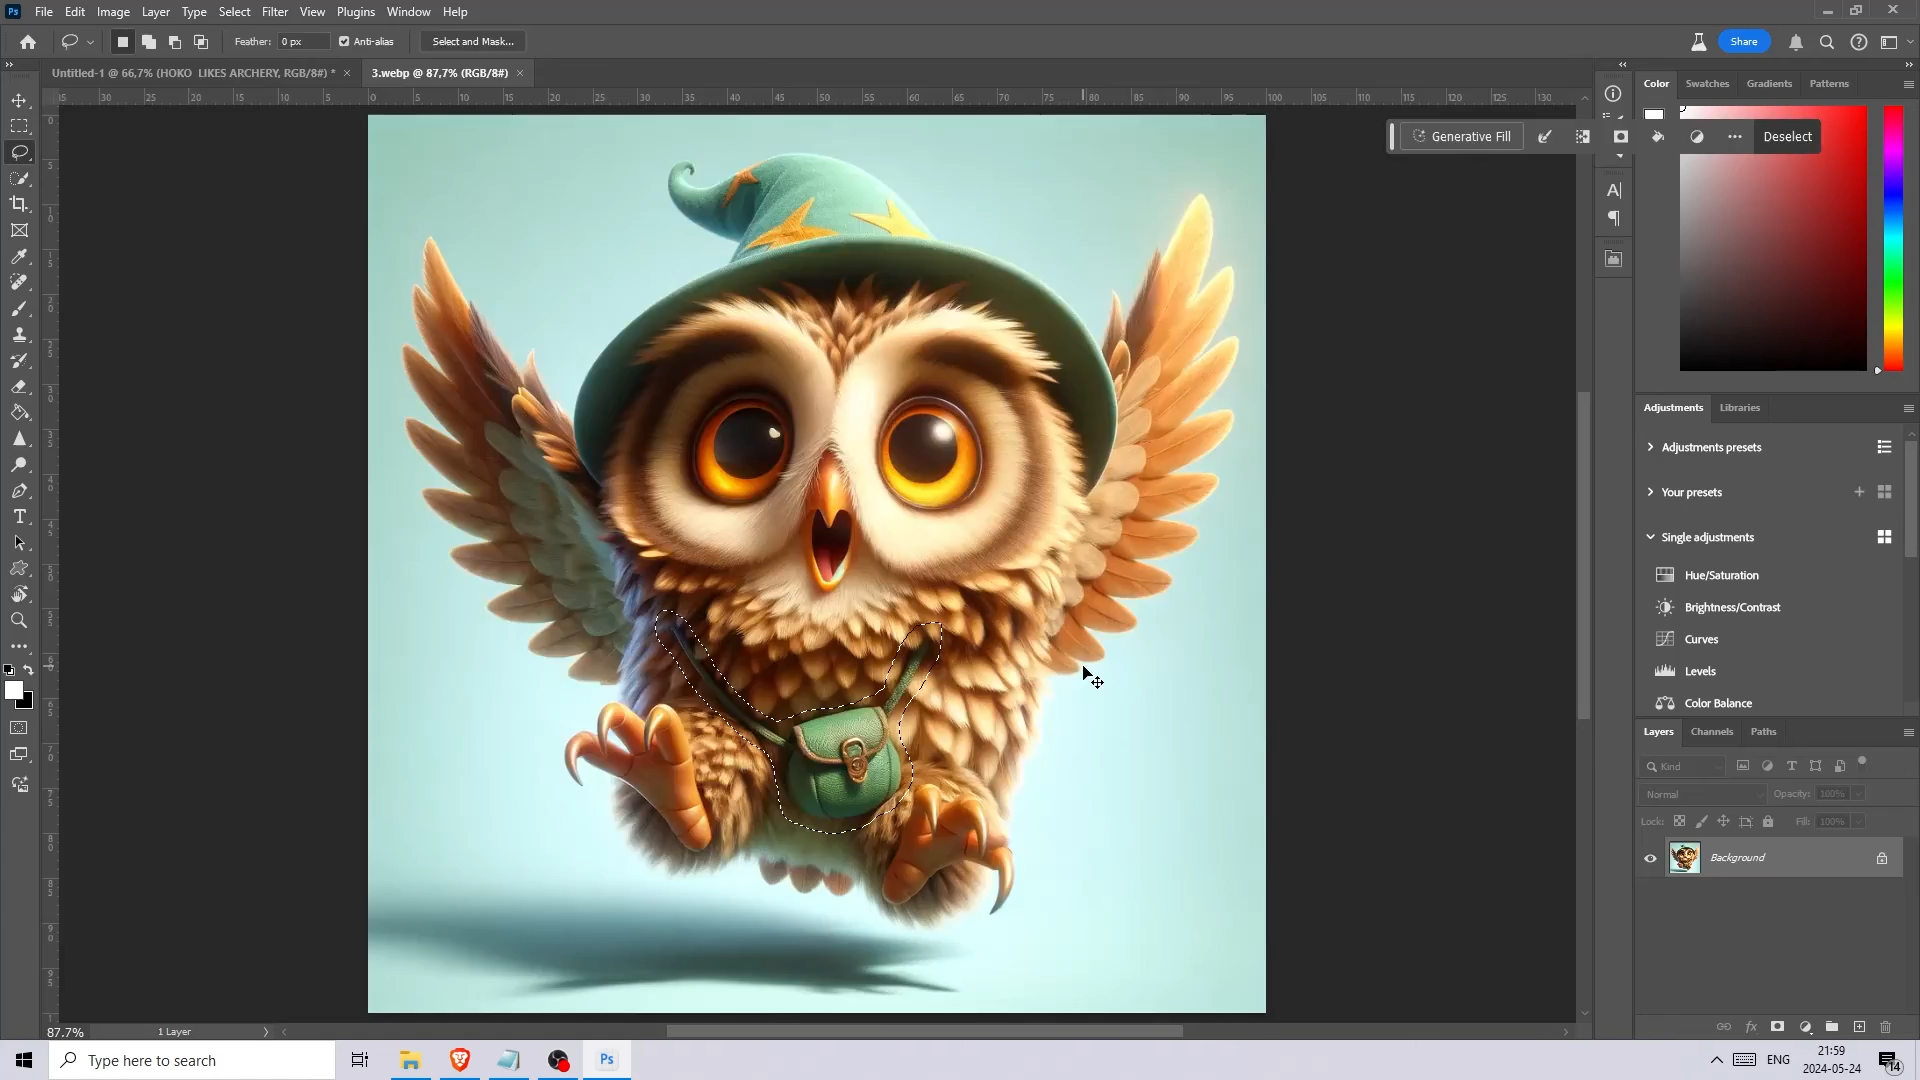 Ps File Edit Image Layer Type Select Filter View Plugins Window Help
Feather: 0 px Anti-alias Select and Mask... Share
Untitled-1 @ 66,7% (HOKO LIKES ARCHERY, RGB/8#) * × 3.webp @ 87,7% (RGB/8#) ×
Color Swatches Gradients Patterns
Generative Fill ... Deselect
Adjustments Libraries
Adjustments presets
Your presets
Single adjustments
Hue/Saturation
Brightness/Contrast
Curves
Levels
Color Balance
Layers Channels Paths
Kind
Normal Opacity: 100%
Lock: Fill: 100%
Background
87.7% 1 Layer
Type here to search
Ps
ENG
21:59
2024-05-24
14